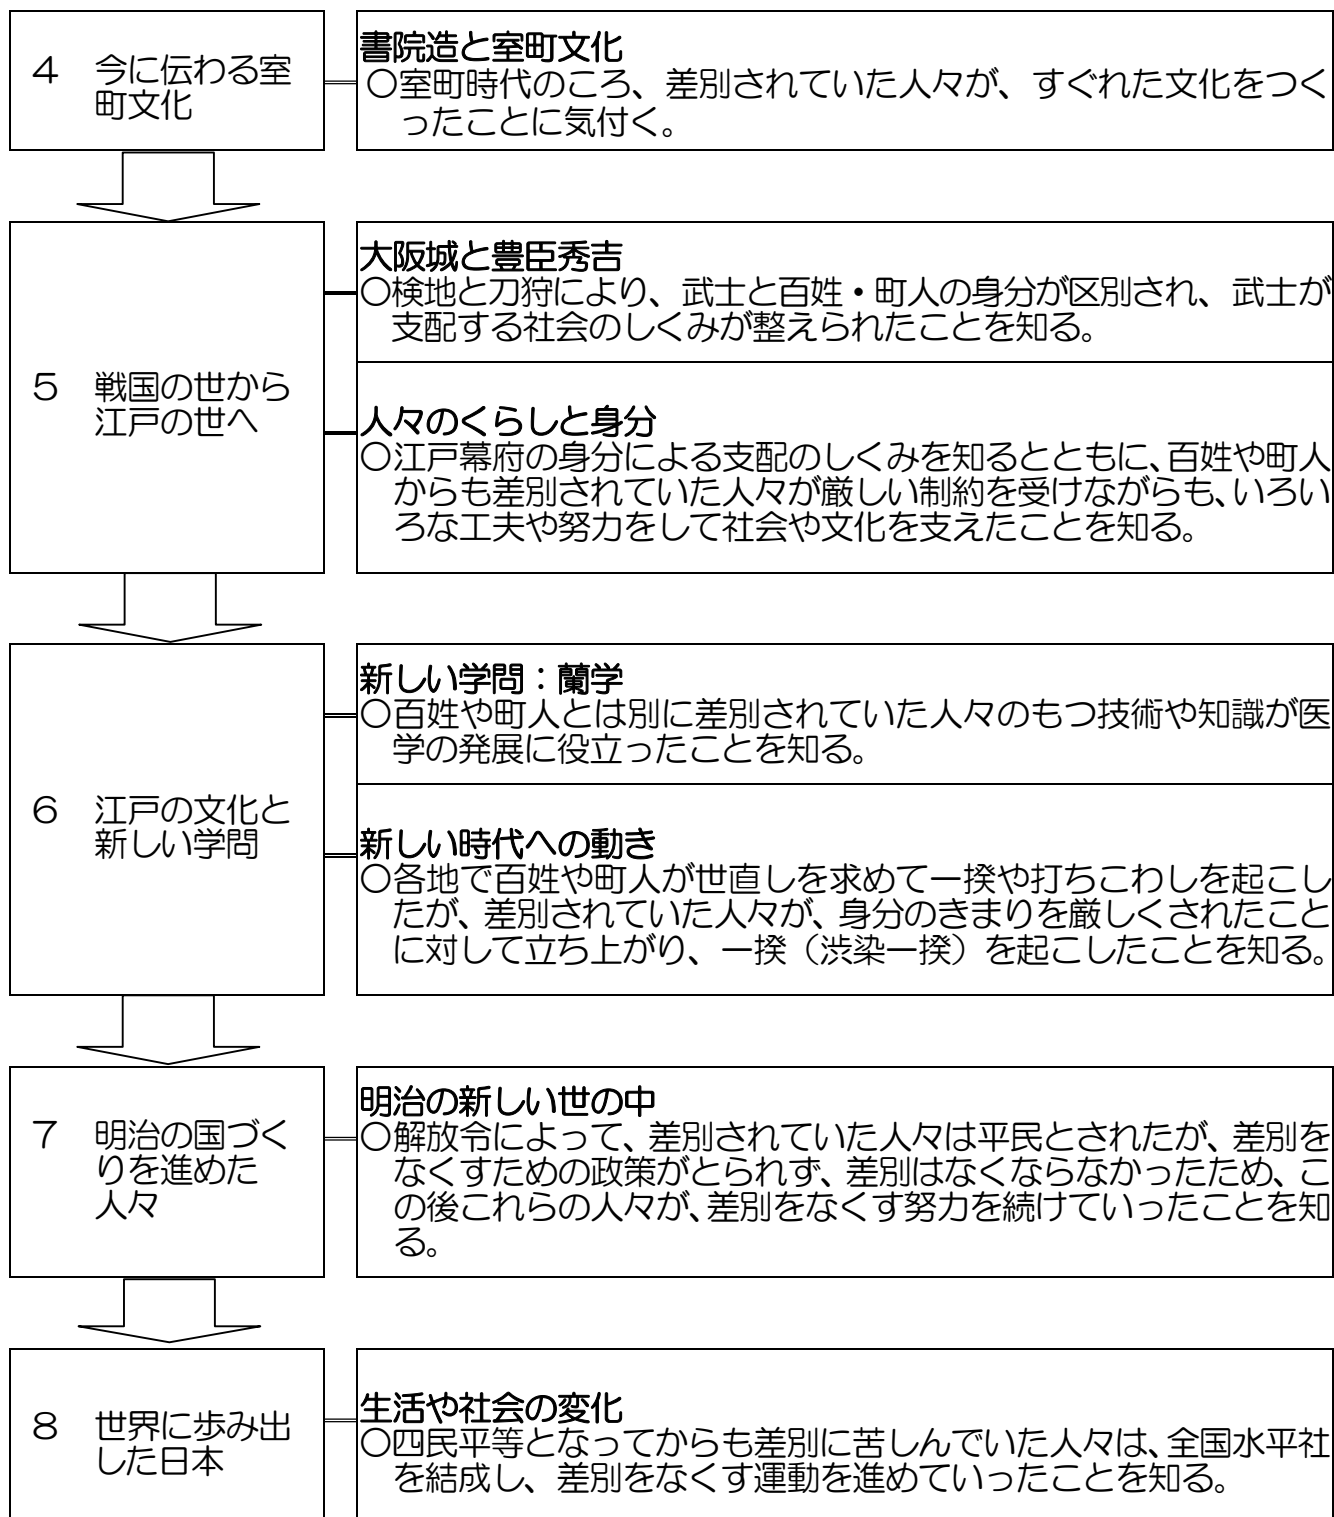 ４　今に伝わる室
町文化
書院造と室町文化
○室町時代のころ、差別されていた人々が、すぐれた文化をつく
ったことに気付く。
５　戦国の世から
江戸の世へ
大阪城と豊臣秀吉
○検地と刀狩により、武士と百姓・町人の身分が区別され、武士が
支配する社会のしくみが整えられたことを知る。
人々のくらしと身分
○江戸幕府の身分による支配のしくみを知るとともに、百姓や町人
からも差別されていた人々が厳しい制約を受けながらも、いろい
ろな工夫や努力をして社会や文化を支えたことを知る。
６　江戸の文化と
新しい学問
新しい学問：蘭学
○百姓や町人とは別に差別されていた人々のもつ技術や知識が医
学の発展に役立ったことを知る。
新しい時代への動き
○各地で百姓や町人が世直しを求めて一揆や打ちこわしを起こし
たが、差別されていた人々が、身分のきまりを厳しくされたこと
に対して立ち上がり、一揆（渋染一揆）を起こしたことを知る。
７　明治の国づく
りを進めた
人々
明治の新しい世の中
○解放令によって、差別されていた人々は平民とされたが、差別を
なくすための政策がとられず、差別はなくならなかったため、こ
の後これらの人々が、差別をなくす努力を続けていったことを知
る。
８　世界に歩み出
した日本
生活や社会の変化
○四民平等となってからも差別に苦しんでいた人々は、全国水平社
を結成し、差別をなくす運動を進めていったことを知る。